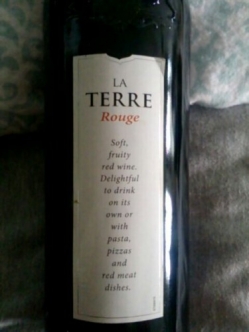 LA
TERRE
Rouge
Soft,
fruity
red wine.
Delightful
to drink
on its
own or
with
pasta,
pizzas
and
red meat
dishes.